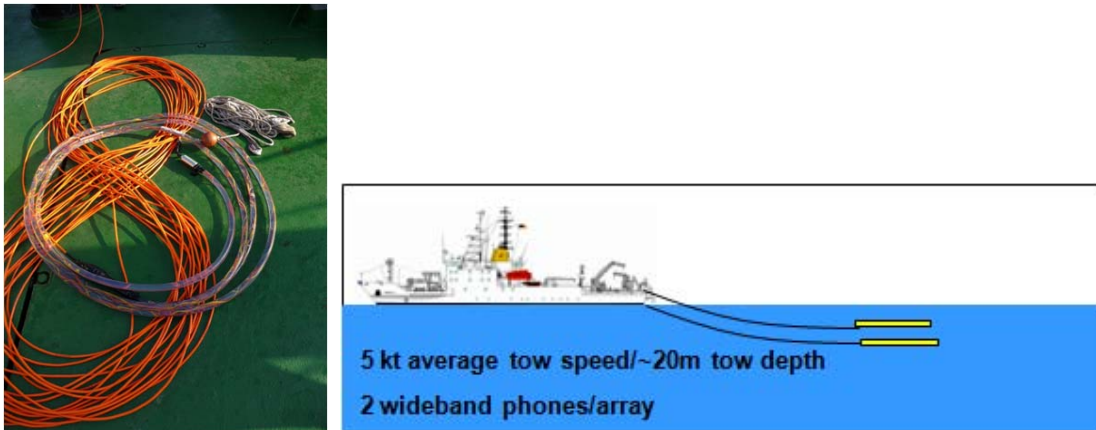 5 kt average tow speed/~20m tow depth
2 wideband phones/array